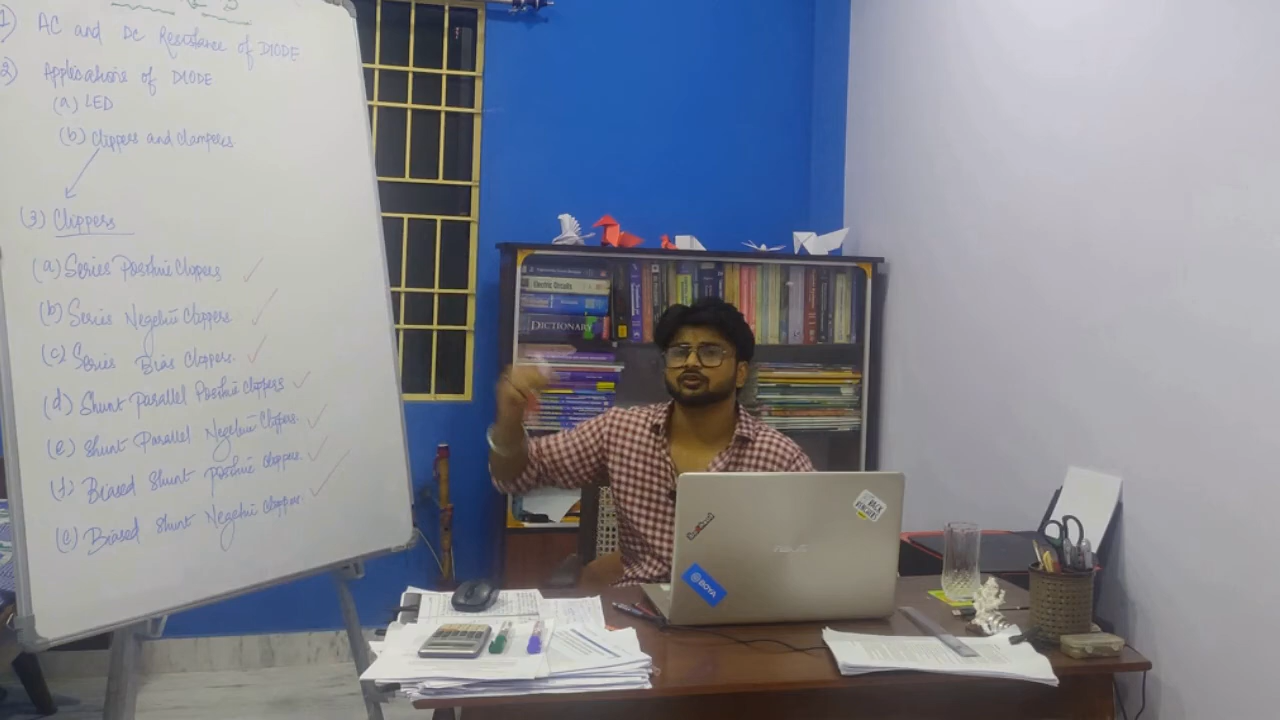 1) AC and DC Resistance of DIODE
2) Applications of DIODE
(a) LED
(b) Clippers and Clampers
(3) Clippers
(a) Series Positive Clippers
(b) Series Negative Clippers
(c) Series Bias Clippers.
(d) Shunt Parallel Positive Clippers
(e) Shunt Parallel Negative Clippers.
(f) Biased Shunt Positive Clipper
(e) Biased Shunt Negative Clipper.
Electric Circuits
DICTIONARY
BOYA